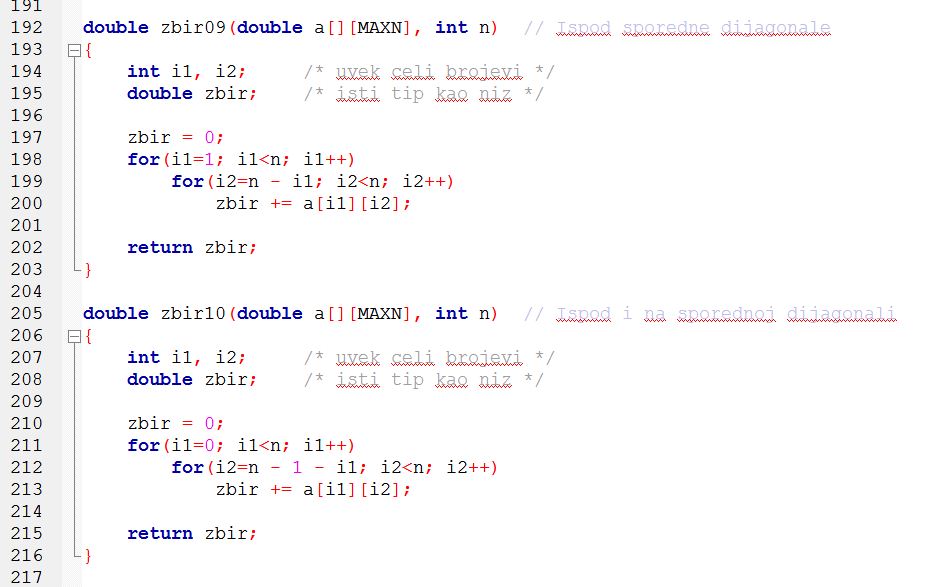 191
192 double zbir09(double a[][MAXN], int n) // Ispod sporedne dijagonale
193 {
194 int i1, i2; /* uvek celi brojevi */
195 double zbir; /* isti tip kao niz */
196
197 zbir = 0;
198 for(i1=1; i1<n; i1++)
199 for(i2=n - i1; i2<n; i2++)
200 zbir += a[i1][i2];
201
202 return zbir;
203 }
204
205 double zbir10(double a[][MAXN], int n) // Ispod i na sporednoj dijagonali
206 {
207 int i1, i2; /* uvek celi brojevi */
208 double zbir; /* isti tip kao niz */
209
210 zbir = 0;
211 for(i1=0; i1<n; i1++)
212 for(i2=n - 1 - i1; i2<n; i2++)
213 zbir += a[i1][i2];
214
215 return zbir;
216 }
217